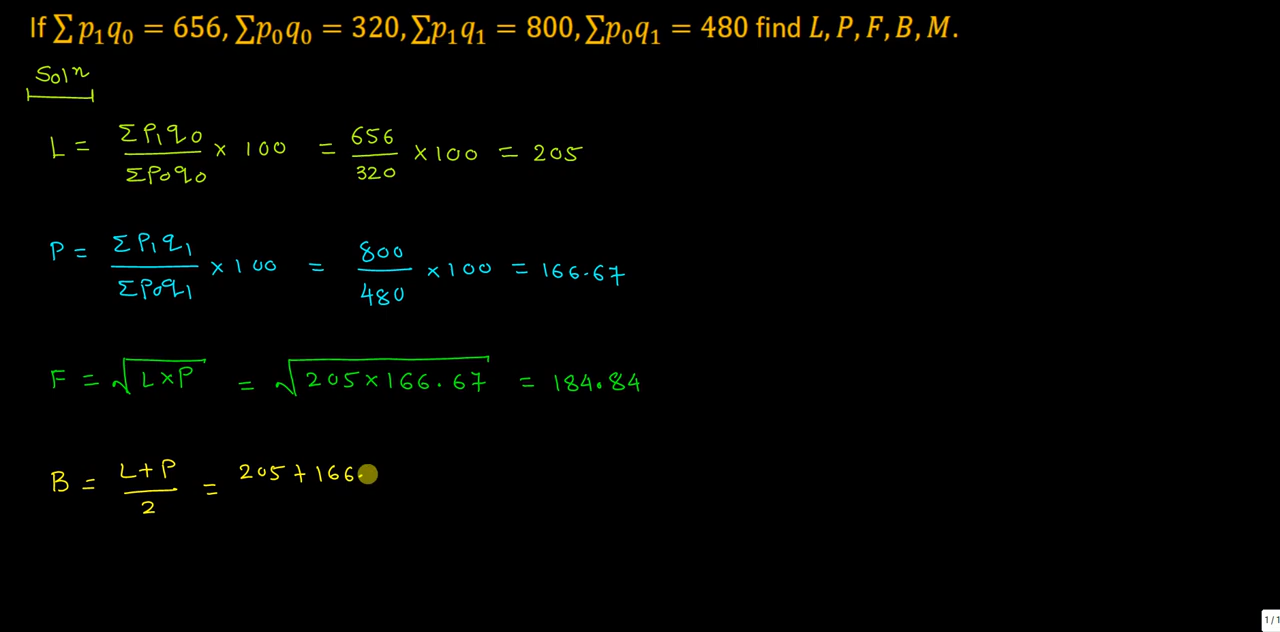 If ∑p₁q₀ = 656, ∑p₀q₀ = 320, ∑p₁q₁ = 800, ∑p₀q₁ = 480 find L, P, F, B, M.
Solⁿ
L = ΣP₁q₀ / ΣP₀q₀ × 100 = 656 / 320 × 100 = 205
P = ΣP₁q₁ / ΣP₀q₁ × 100 = 800 / 480 × 100 = 166.67
F = √(L×P) = √(205×166.67) = 184.84
B = L+P / 2 = 205+166.
1/1